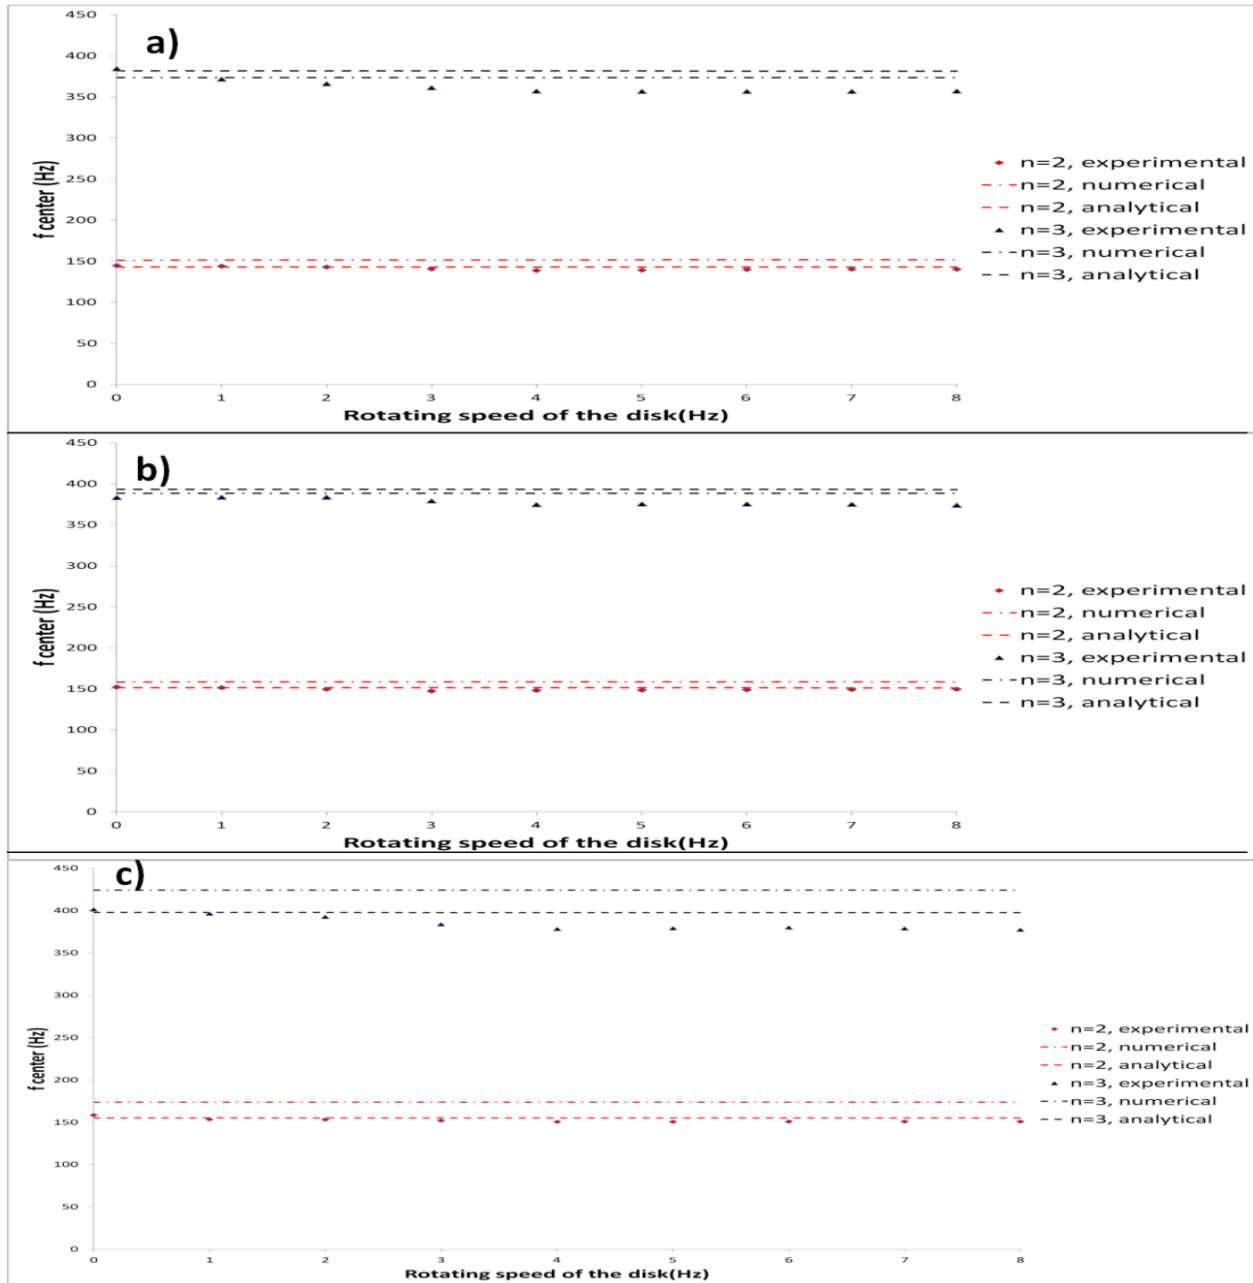 a)
450
400
350
300
250
200
150
100
50
0
f center (Hz)
0 1 2 3 4 5 6 7 8
Rotating speed of the disk(Hz)
n=2, experimental
n=2, numerical
n=2, analytical
n=3, experimental
n=3, numerical
n=3, analytical
b)
450
400
350
300
250
200
150
100
50
0
f center (Hz)
0 1 2 3 4 5 6 7 8
Rotating speed of the disk(Hz)
n=2, experimental
n=2, numerical
n=2, analytical
n=3, experimental
n=3, numerical
n=3, analytical
c)
450
400
350
300
250
200
150
100
50
0
f center (Hz)
0 1 2 3 4 5 6 7 8
Rotating speed of the disk(Hz)
n=2, experimental
n=2, numerical
n=2, analytical
n=3, experimental
n=3, numerical
n=3, analytical